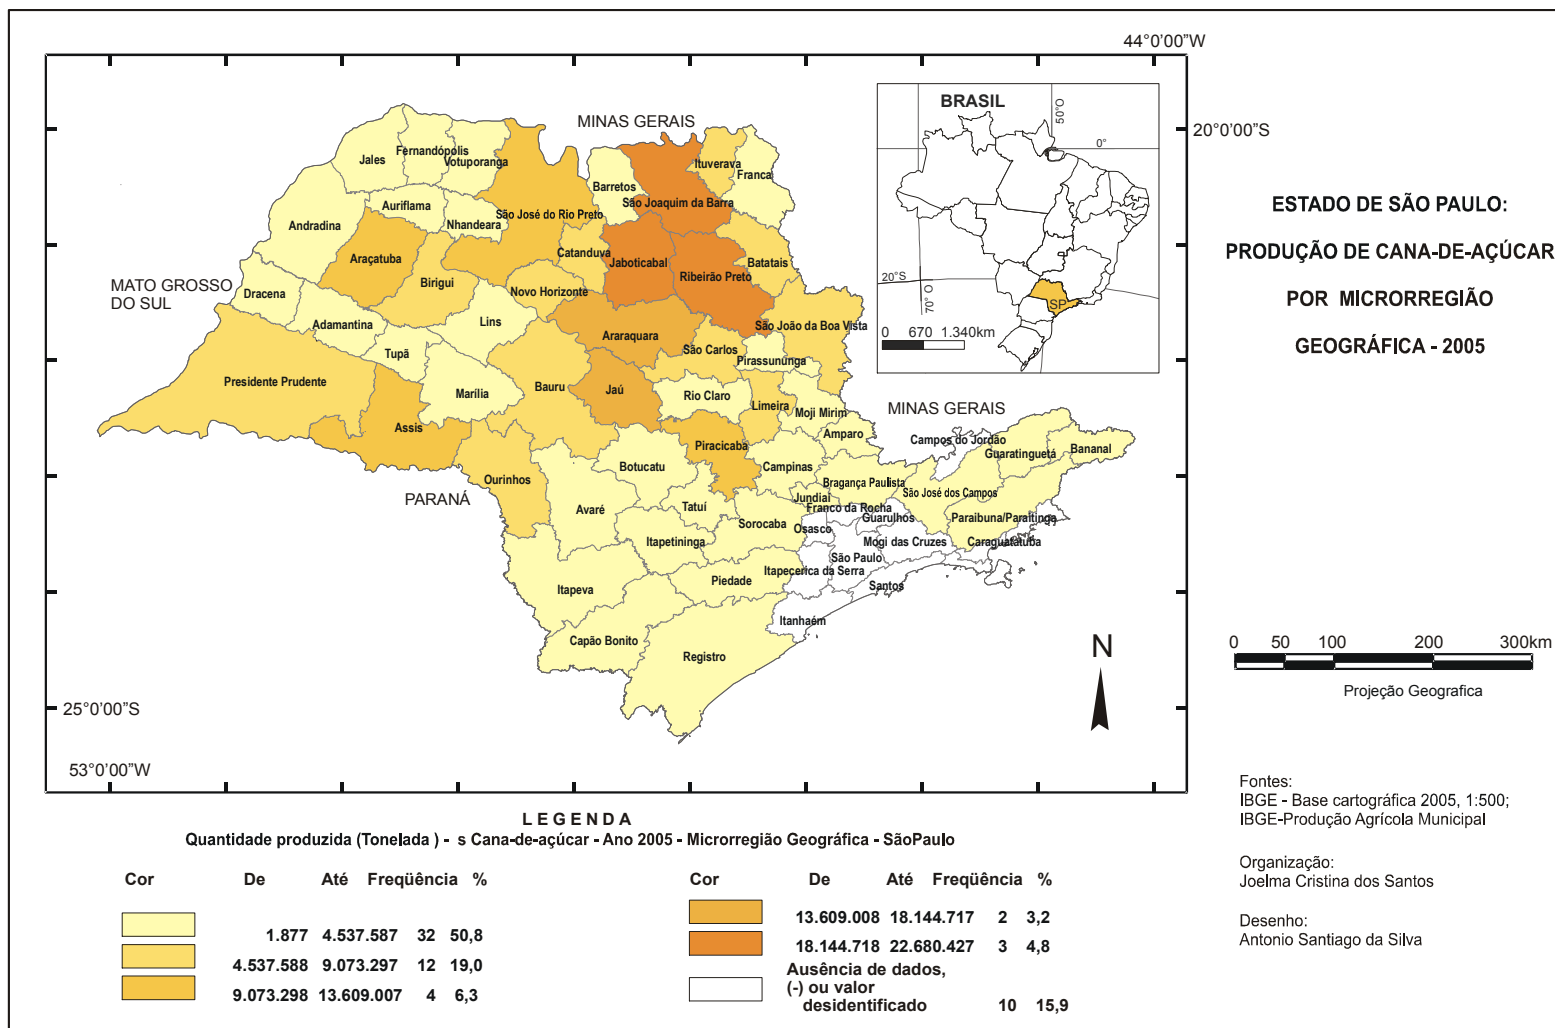 44°0'00"W
20°0'00"S
25°0'00"S
53°0'00"W
MINAS GERAIS
MATO GROSSO
DO SUL
PARANÁ
MINAS GERAIS
Jales
Fernandópolis
Votuporanga
Andradina
Auriflama
Nhandeara
São José do Rio Preto
Barretos
São Joaquim da Barra
Ituverava
Franca
Araçatuba
Birigui
Catanduva
Novo Horizonte
Jaboticabal
Ribeirão Preto
Batatais
Dracena
Adamantina
Lins
Tupã
Araraquara
São Carlos
São João da Boa Vista
Pirassununga
Presidente Prudente
Marília
Bauru
Jaú
Rio Claro
Limeira
Moji Mirim
Assis
Piracicaba
Amparo
Campinas
Ourinhos
Botucatu
Avaré
Tatuí
Sorocaba
Itapetininga
Jundiaí
Bragança Paulista
Campos do Jordão
Guaratinguetá
Bananal
São José dos Campos
Paraibuna/Paraitinga
Caraguatatuba
Franco da Rocha
Guarulhos
Osasco
Mogi das Cruzes
São Paulo
Itapecerica da Serra
Santos
Itanhaém
Piedade
Itapeva
Capão Bonito
Registro
N
BRASIL
50°O
0°
20°S
70° O
SP
0 670 1.340km
ESTADO DE SÃO PAULO:
PRODUÇÃO DE CANA-DE-AÇÚCAR
POR MICRORREGIÃO
GEOGRÁFICA - 2005
0 50 100 200 300km
Projeção Geografica
Fontes:
IBGE - Base cartográfica 2005, 1:500;
IBGE-Produção Agrícola Municipal
Organização:
Joelma Cristina dos Santos
Desenho:
Antonio Santiago da Silva
L E G E N D A
Quantidade produzida (Tonelada ) - s Cana-de-açúcar - Ano 2005 - Microrregião Geográfica - SãoPaulo
Cor De Até Freqüência %
1.877 4.537.587 32 50,8
4.537.588 9.073.297 12 19,0
9.073.298 13.609.007 4 6,3
Cor De Até Freqüência %
13.609.008 18.144.717 2 3,2
18.144.718 22.680.427 3 4,8
Ausência de dados,
(-) ou valor
desidentificado 10 15,9